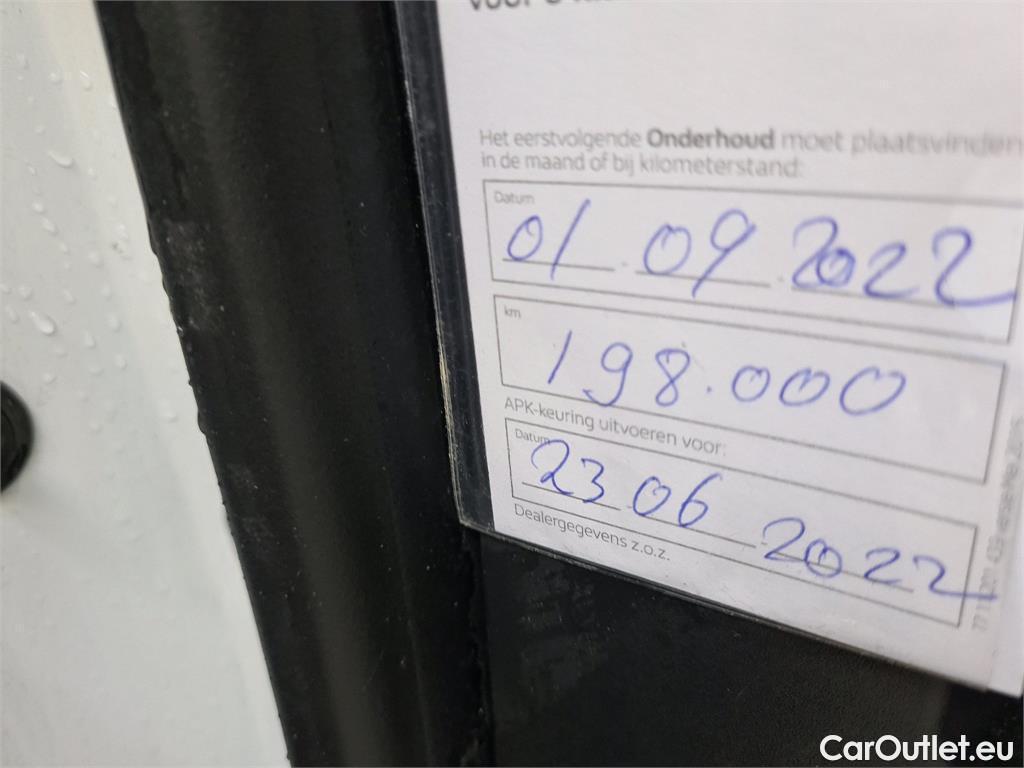 Het eerstvolgende Onderhoud moet plaatsvinden
in de maand of bij kilometerstand:
Datum
01.09.2022
km
198.000
APK-keuring uitvoeren voor:
Datum
23 06 2022
Dealergegevens z.o.z.
CarOutlet.eu